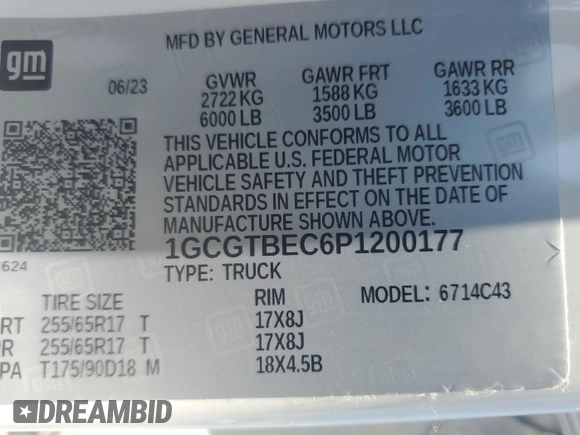 gm
MFD BY GENERAL MOTORS LLC
06/23 GVWR GAWR FRT GAWR RR
2722 KG 1588 KG 1633 KG
6000 LB 3500 LB 3600 LB
THIS VEHICLE CONFORMS TO ALL
APPLICABLE U.S. FEDERAL MOTOR
VEHICLE SAFETY AND THEFT PREVENTION
STANDARDS IN EFFECT ON THE DATE OF
MANUFACTURE SHOWN ABOVE.
1GCGTBEC6P1200177
624
TYPE: TRUCK
TIRE SIZE RIM MODEL: 6714C43
RT 255/65R17 T 17X8J
RR 255/65R17 T 17X8J
PA T175/90D18 M 18X4.5B
DREAMBID